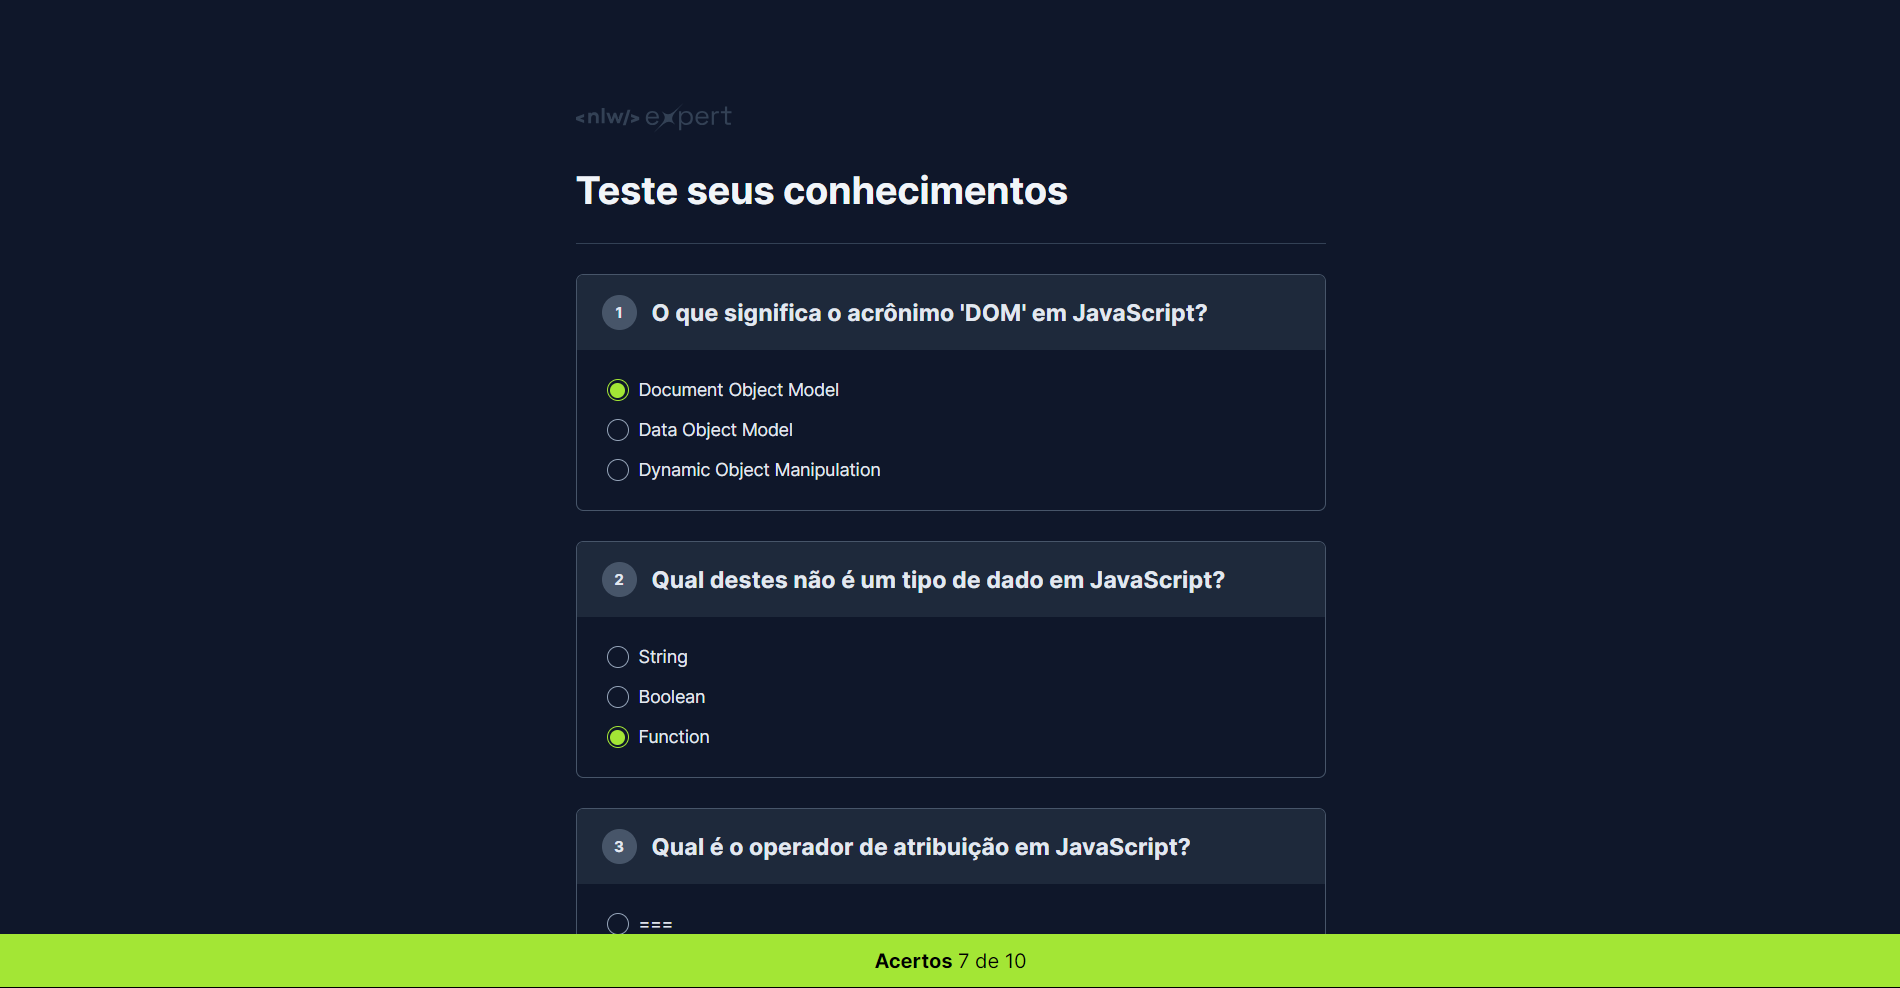 <nlw/> expert
Teste seus conhecimentos
1 O que significa o acrônimo 'DOM' em JavaScript?
Document Object Model
Data Object Model
Dynamic Object Manipulation
2 Qual destes não é um tipo de dado em JavaScript?
String
Boolean
Function
3 Qual é o operador de atribuição em JavaScript?
===
Acertos 7 de 10